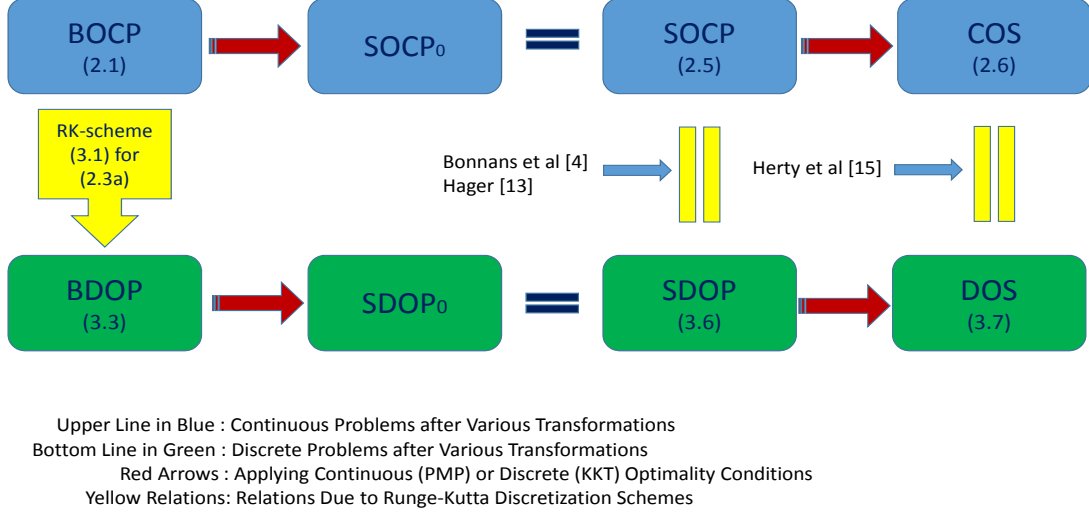 BOCP
(2.1)
SOCP₀
SOCP
(2.5)
COS
(2.6)
RK-scheme
(3.1) for
(2.3a)
Bonnans et al [4]
Hager [13]
Herty et al [15]
BDOP
(3.3)
SDOP₀
SDOP
(3.6)
DOS
(3.7)
Upper Line in Blue : Continuous Problems after Various Transformations
Bottom Line in Green : Discrete Problems after Various Transformations
Red Arrows : Applying Continuous (PMP) or Discrete (KKT) Optimality Conditions
Yellow Relations: Relations Due to Runge-Kutta Discretization Schemes